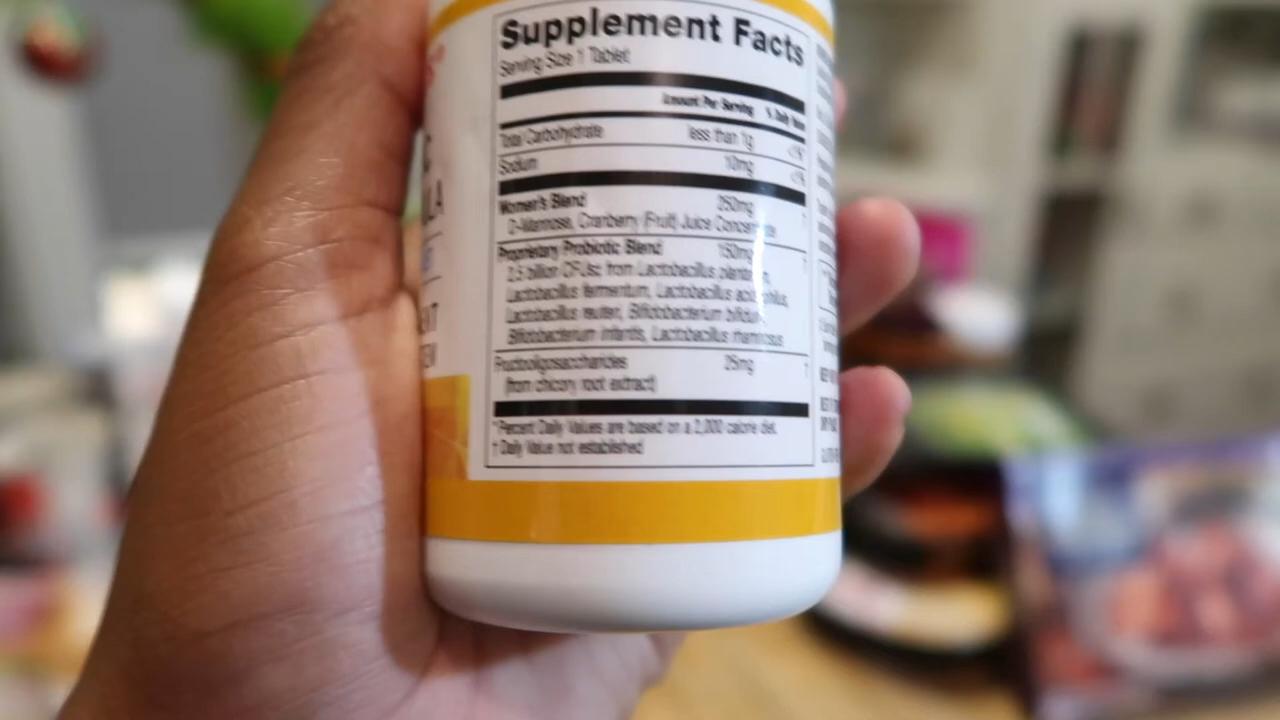 Supplement Facts
Serving Size 1 Tablet
Amount Per Serving % Daily Value
Total Carbohydrate less than 1g <1%*
Sodium 10mg <1%
Women's Blend 250mg †
D-Mannose, Cranberry (Fruit) Juice Concentrate
Proprietary Probiotic Blend 150mg †
2.5 billion CFUs‡ from Lactobacillus plantarum,
Lactobacillus fermentum, Lactobacillus acidophilus,
Lactobacillus reuteri, Bifidobacterium bifidum,
Bifidobacterium infantis, Lactobacillus rhamnosus
Fructooligosaccharides 25mg †
(from chicory root extract)
* Percent Daily Values are based on a 2,000 calorie diet.
† Daily Value not established